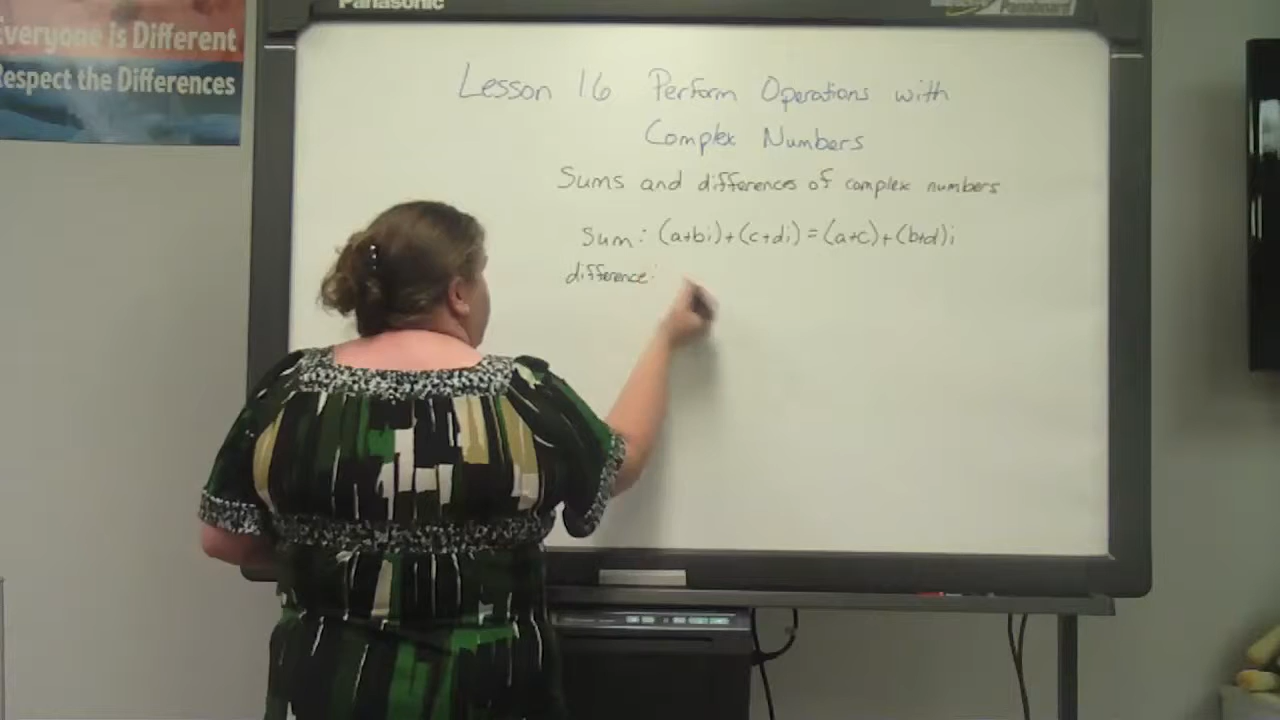 Panasonic
Panaboard
Everyone is Different
Respect the Differences
Lesson 16 Perform Operations with
Complex Numbers
Sums and differences of complex numbers
Sum: (a+bi)+(c+di)=(a+c)+(b+d)i
difference: